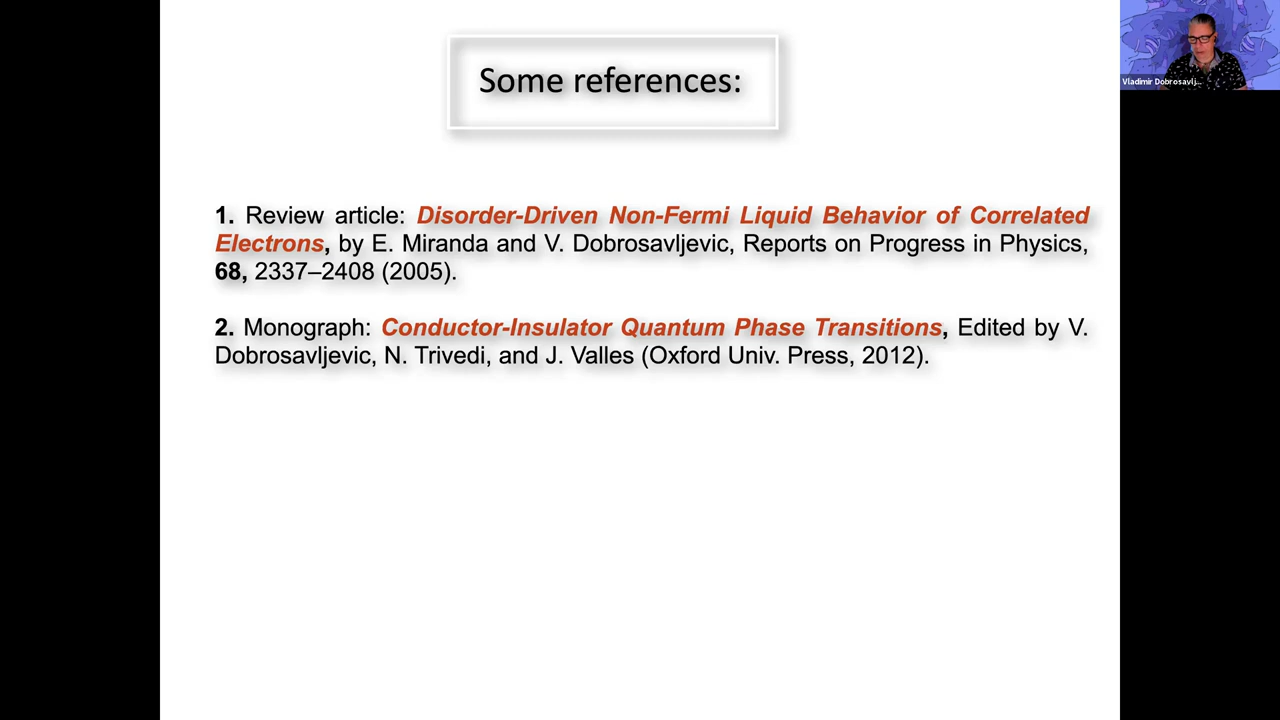 Some references:
Vladimir Dobrosavlj...
1. Review article: Disorder-Driven Non-Fermi Liquid Behavior of Correlated
Electrons, by E. Miranda and V. Dobrosavljevic, Reports on Progress in Physics,
68, 2337–2408 (2005).
2. Monograph: Conductor-Insulator Quantum Phase Transitions, Edited by V.
Dobrosavljevic, N. Trivedi, and J. Valles (Oxford Univ. Press, 2012).